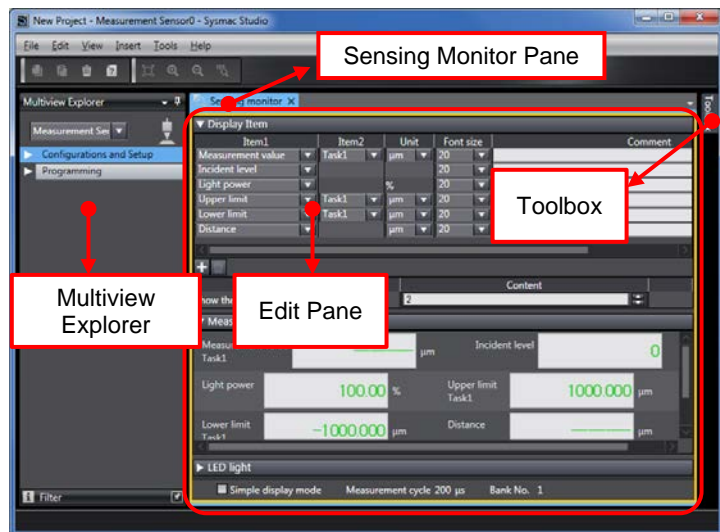 New Project - Measurement Sensor0 - Sysmac Studio
File Edit View Insert Tools Help
Sensing Monitor Pane
Multiview Explorer
Sensing monitor X
Measurement Sen
Configurations and Setup
Programming
Display Item
Item1 Item2 Unit Font size Comment
Measurement value Task1 µm 20
Incident level 20
Light power % 20
Upper limit Task1 µm 20
Lower limit Task1 µm 20
Distance µm 20
Toolbox
Multiview
Explorer
Edit Pane
Content
2
Task1 µm
Incident level 0
Light power 100.00 %
Upper limit
Task1 1000.000 µm
Lower limit
Task1 -1000.000 µm
Distance µm
LED light
Simple display mode Measurement cycle 200 µs Bank No. 1
Filter